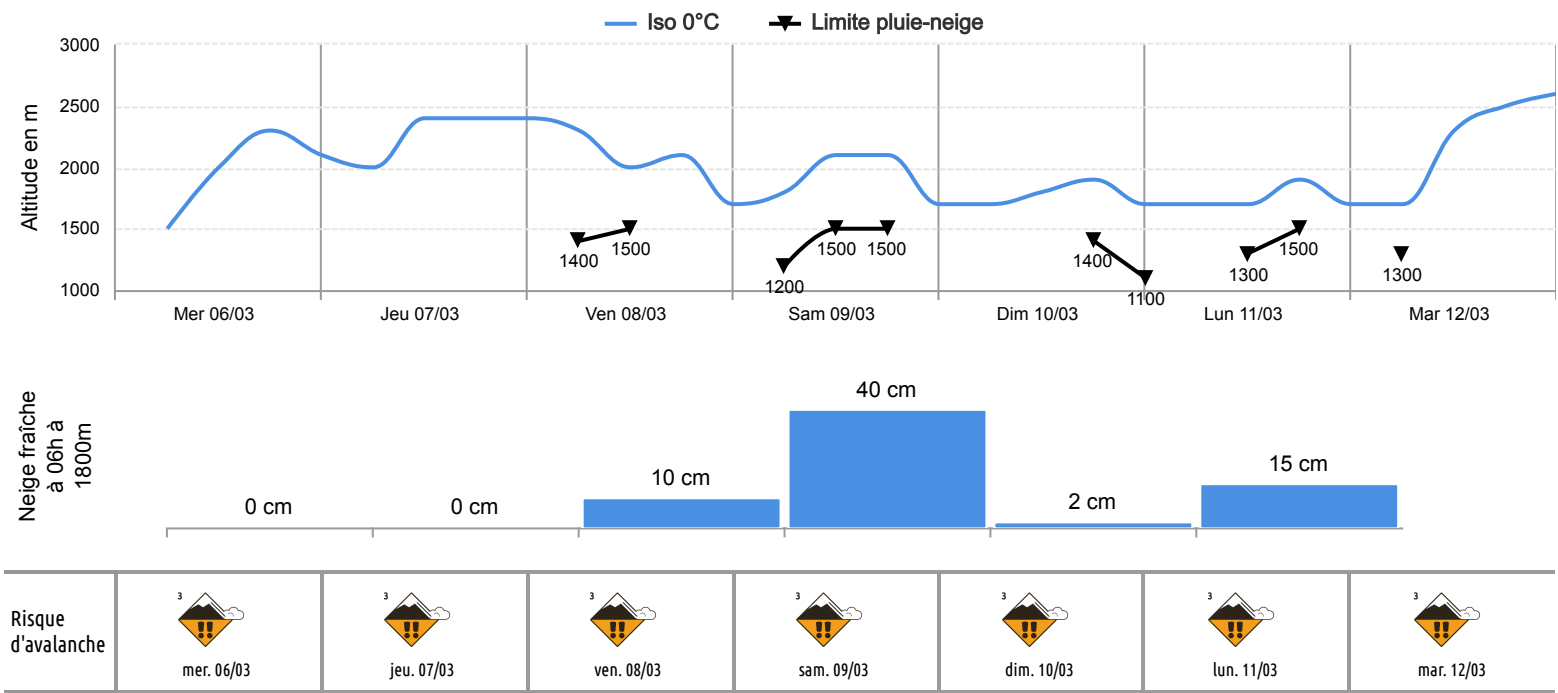 Iso 0°C Limite pluie-neige
Altitude en m
3000
2500
2000
1500
1000
1400 1500 1200 1500 1500 1400 1100 1300 1500 1300
Mer 06/03 Jeu 07/03 Ven 08/03 Sam 09/03 Dim 10/03 Lun 11/03 Mar 12/03
Neige fraîche
à 06h à
1800m
0 cm 0 cm 10 cm 40 cm 2 cm 15 cm
Risque
d'avalanche
3 3 3 3 3 3 3
!! !! !! !! !! !! !!
mer. 06/03 jeu. 07/03 ven. 08/03 sam. 09/03 dim. 10/03 lun. 11/03 mar. 12/03